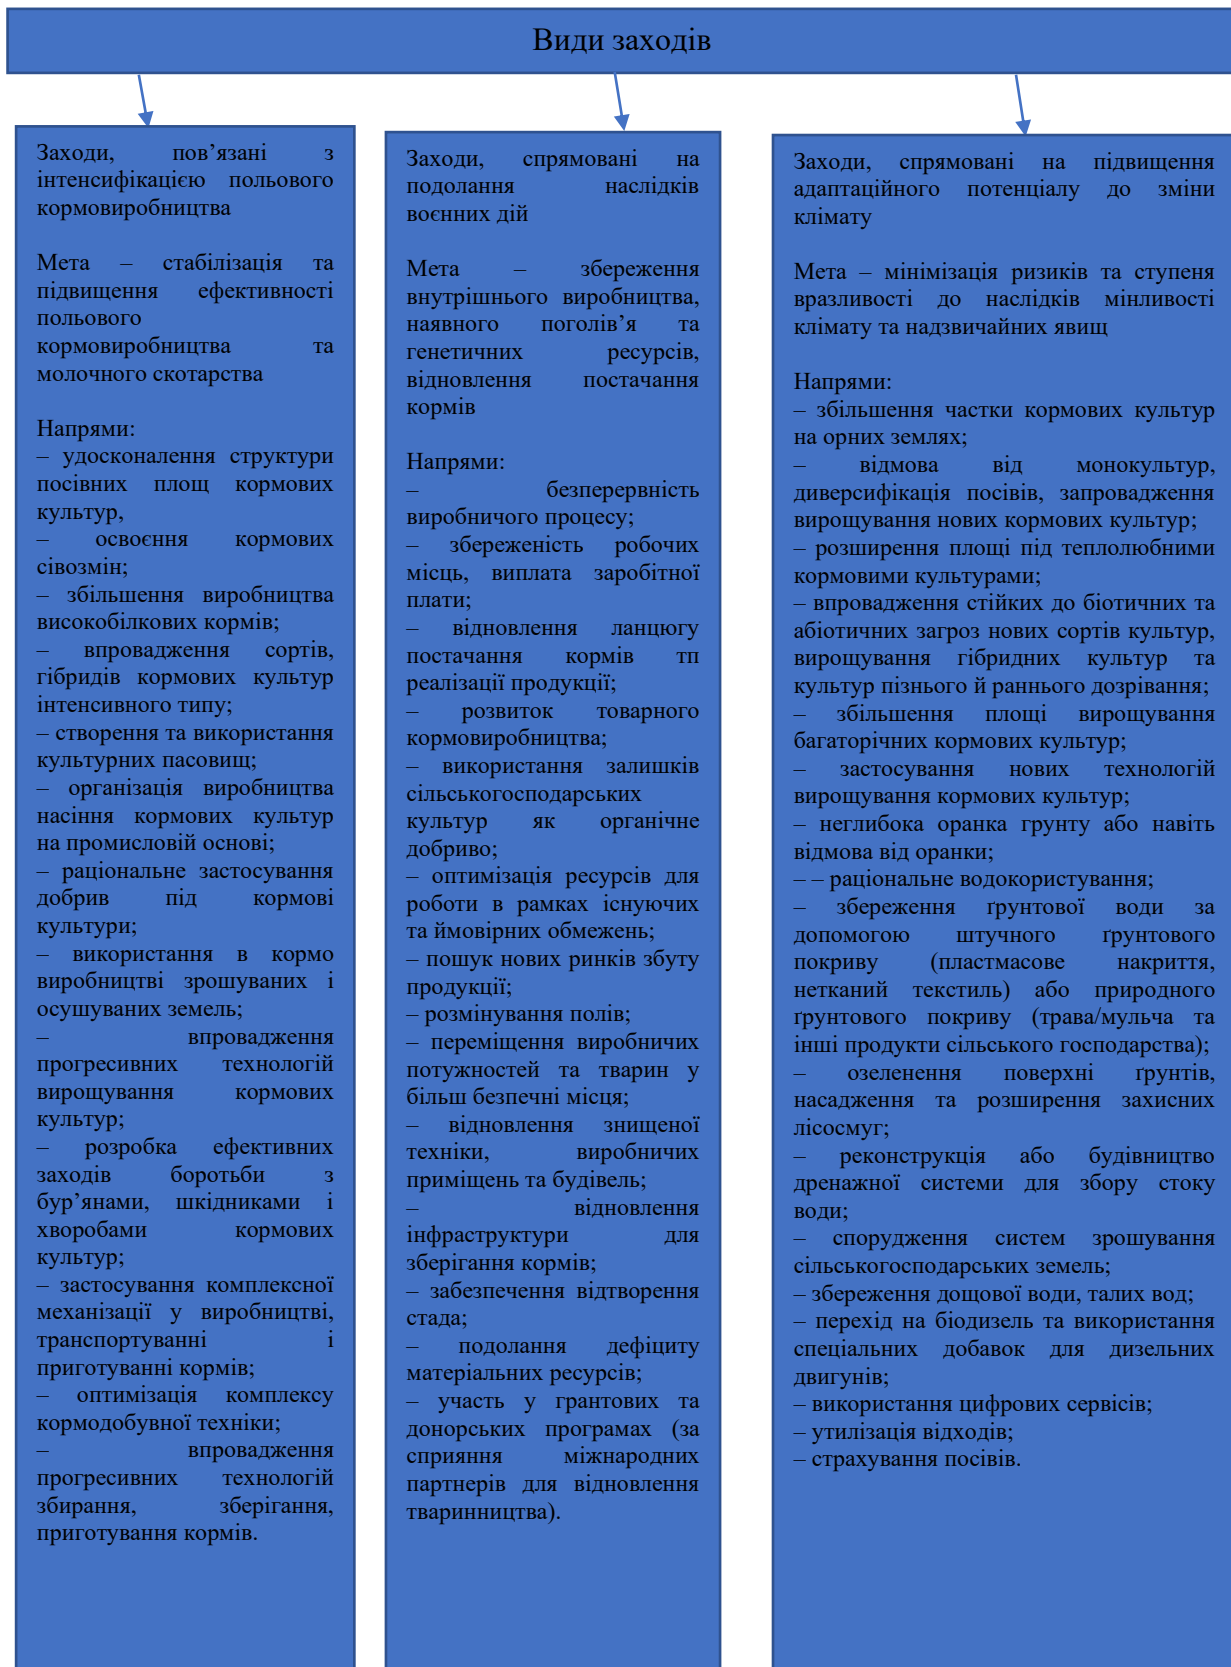 Види заходів
Заходи, пов’язані з
інтенсифікацією польового
кормовиробництва
Мета – стабілізація та
підвищення ефективності
польового
кормовиробництва та
молочного скотарства
Напрями:
– удосконалення структури
посівних площ кормових
культур,
– освоєння кормових
сівозмін;
– збільшення виробництва
високобілкових кормів;
– впровадження сортів,
гібридів кормових культур
інтенсивного типу;
– створення та використання
культурних пасовищ;
– організація виробництва
насіння кормових культур
на промисловій основі;
– раціональне застосування
добрив під кормові
культури;
– використання в кормо
виробництві зрошуваних і
осушуваних земель;
– впровадження
прогресивних технологій
вирощування кормових
культур;
– розробка ефективних
заходів боротьби з
бур’янами, шкідниками і
хворобами кормових
культур;
– застосування комплексної
механізації у виробництві,
транспортуванні і
приготуванні кормів;
– оптимізація комплексу
кормодобувної техніки;
– впровадження
прогресивних технологій
збирання, зберігання,
приготування кормів.
Заходи, спрямовані на
подолання наслідків
воєнних дій
Мета – збереження
внутрішнього виробництва,
наявного поголів’я та
генетичних ресурсів,
відновлення постачання
кормів
Напрями:
– безперервність
виробничого процесу;
– збереженість робочих
місць, виплата заробітної
плати;
– відновлення ланцюгу
постачання кормів тп
реалізації продукції;
– розвиток товарного
кормовиробництва;
– використання залишків
сільськогосподарських
культур як органічне
добриво;
– оптимізація ресурсів для
роботи в рамках існуючих
та ймовірних обмежень;
– пошук нових ринків збуту
продукції;
– розмінування полів;
– переміщення виробничих
потужностей та тварин у
більш безпечні місця;
– відновлення знищеної
техніки, виробничих
приміщень та будівель;
– відновлення
інфраструктури для
зберігання кормів;
– забезпечення відтворення
стада;
– подолання дефіциту
матеріальних ресурсів;
– участь у грантових та
донорських програмах (за
сприяння міжнародних
партнерів для відновлення
тваринництва).
Заходи, спрямовані на підвищення
адаптаційного потенціалу до зміни
клімату
Мета – мінімізація ризиків та ступеня
вразливості до наслідків мінливості
клімату та надзвичайних явищ
Напрями:
– збільшення частки кормових культур
на орних землях;
– відмова від монокультур,
диверсифікація посівів, запровадження
вирощування нових кормових культур;
– розширення площі під теплолюбними
кормовими культурами;
– впровадження стійких до біотичних та
абіотичних загроз нових сортів культур,
вирощування гібридних культур та
культур пізнього й раннього дозрівання;
– збільшення площі вирощування
багаторічних кормових культур;
– застосування нових технологій
вирощування кормових культур;
– неглибока оранка грунту або навіть
відмова від оранки;
– – раціональне водокористування;
– збереження ґрунтової води за
допомогою штучного ґрунтового
покриву (пластмасове накриття,
нетканий текстиль) або природного
ґрунтового покриву (трава/мульча та
інші продукти сільського господарства);
– озеленення поверхні ґрунтів,
насадження та розширення захисних
лісосмуг;
– реконструкція або будівництво
дренажної системи для збору стоку
води;
– спорудження систем зрошування
сільськогосподарських земель;
– збереження дощової води, талих вод;
– перехід на біодизель та використання
спеціальних добавок для дизельних
двигунів;
– використання цифрових сервісів;
– утилізація відходів;
– страхування посівів.